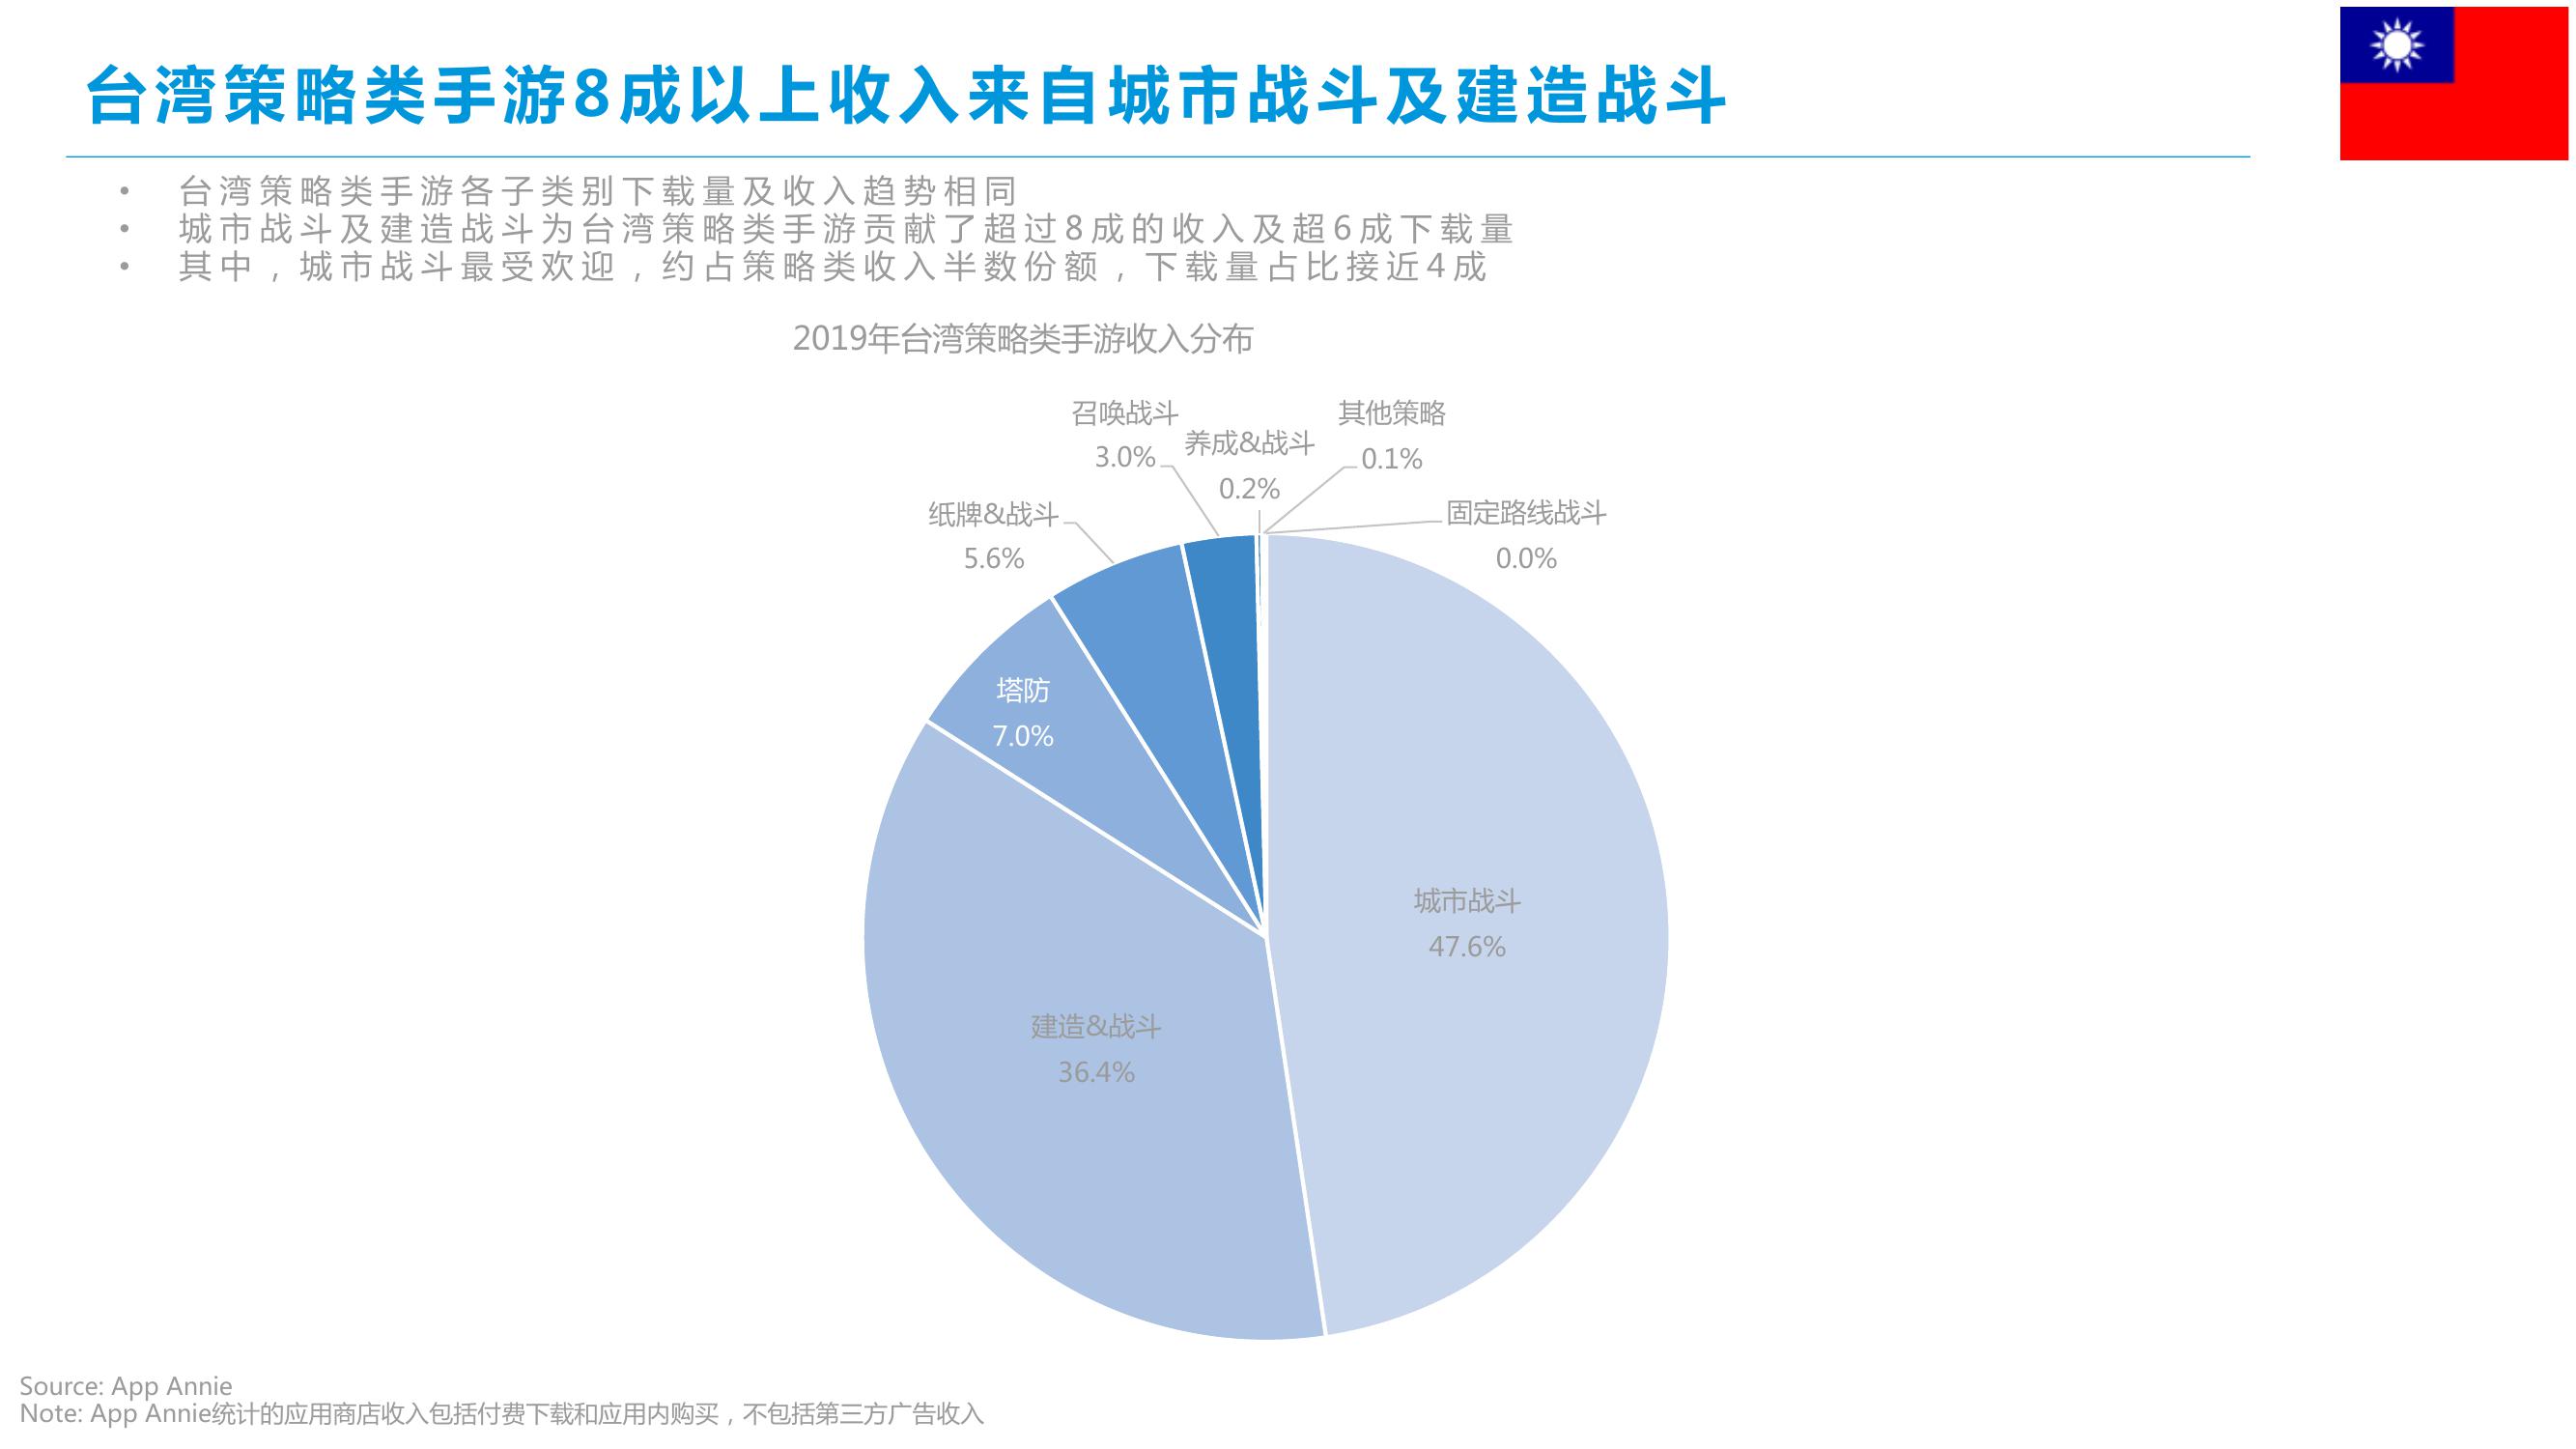 台湾策略类手游8成以上收入来自城市战斗及建造战斗
• 台湾策略类手游各子类别下载量及收入趋势相同
• 城市战斗及建造战斗为台湾策略类手游贡献了超过8成的收入及超6成下载量
• 其中，城市战斗最受欢迎，约占策略类收入半数份额，下载量占比接近4成
2019年台湾策略类手游收入分布
召唤战斗
3.0%
养成&战斗
0.2%
其他策略
0.1%
纸牌&战斗
5.6%
固定路线战斗
0.0%
塔防
7.0%
城市战斗
47.6%
建造&战斗
36.4%
Source: App Annie
Note: App Annie统计的应用商店收入包括付费下载和应用内购买，不包括第三方广告收入